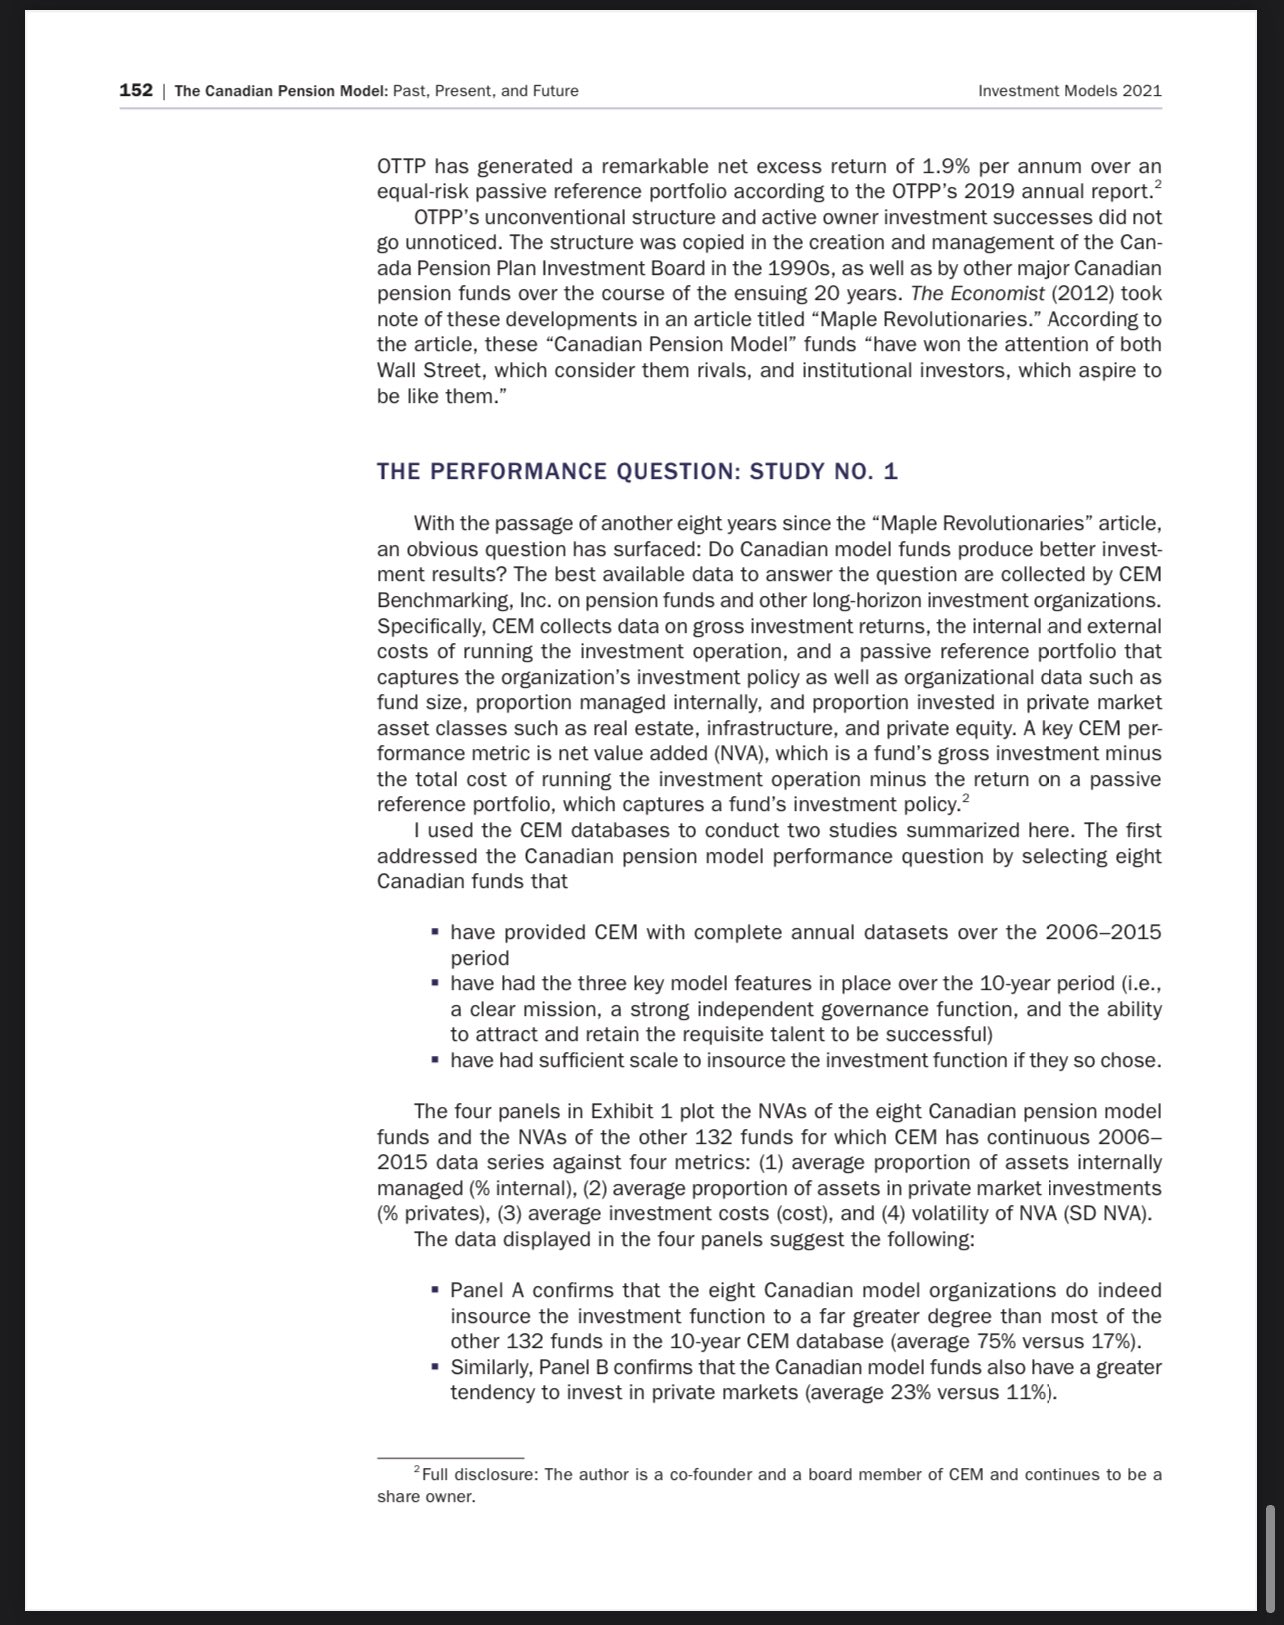 152 | The Canadian Pension Model: Past, Present, and Future
Investment Models 2021
OTTP has generated a remarkable net excess return of 1.9% per annum over an
equal-risk passive reference portfolio according to the OTPP’s 2019 annual report.2
OTPP’s unconventional structure and active owner investment successes did not
go unnoticed. The structure was copied in the creation and management of the Can-
ada Pension Plan Investment Board in the 1990s, as well as by other major Canadian
pension funds over the course of the ensuing 20 years. The Economist (2012) took
note of these developments in an article titled “Maple Revolutionaries.” According to
the article, these “Canadian Pension Model” funds “have won the attention of both
Wall Street, which consider them rivals, and institutional investors, which aspire to
be like them.”
THE PERFORMANCE QUESTION: STUDY NO. 1
With the passage of another eight years since the “Maple Revolutionaries” article,
an obvious question has surfaced: Do Canadian model funds produce better invest-
ment results? The best available data to answer the question are collected by CEM
Benchmarking, Inc. on pension funds and other long-horizon investment organizations.
Specifically, CEM collects data on gross investment returns, the internal and external
costs of running the investment operation, and a passive reference portfolio that
captures the organization’s investment policy as well as organizational data such as
fund size, proportion managed internally, and proportion invested in private market
asset classes such as real estate, infrastructure, and private equity. A key CEM per-
formance metric is net value added (NVA), which is a fund’s gross investment minus
the total cost of running the investment operation minus the return on a passive
reference portfolio, which captures a fund’s investment policy.2
I used the CEM databases to conduct two studies summarized here. The first
addressed the Canadian pension model performance question by selecting eight
Canadian funds that
▪ have provided CEM with complete annual datasets over the 2006–2015
period
▪ have had the three key model features in place over the 10-year period (i.e.,
a clear mission, a strong independent governance function, and the ability
to attract and retain the requisite talent to be successful)
▪ have had sufficient scale to insource the investment function if they so chose.
The four panels in Exhibit 1 plot the NVAs of the eight Canadian pension model
funds and the NVAs of the other 132 funds for which CEM has continuous 2006–
2015 data series against four metrics: (1) average proportion of assets internally
managed (% internal), (2) average proportion of assets in private market investments
(% privates), (3) average investment costs (cost), and (4) volatility of NVA (SD NVA).
The data displayed in the four panels suggest the following:
▪ Panel A confirms that the eight Canadian model organizations do indeed
insource the investment function to a far greater degree than most of the
other 132 funds in the 10-year CEM database (average 75% versus 17%).
▪ Similarly, Panel B confirms that the Canadian model funds also have a greater
tendency to invest in private markets (average 23% versus 11%).
2 Full disclosure: The author is a co-founder and a board member of CEM and continues to be a
share owner.